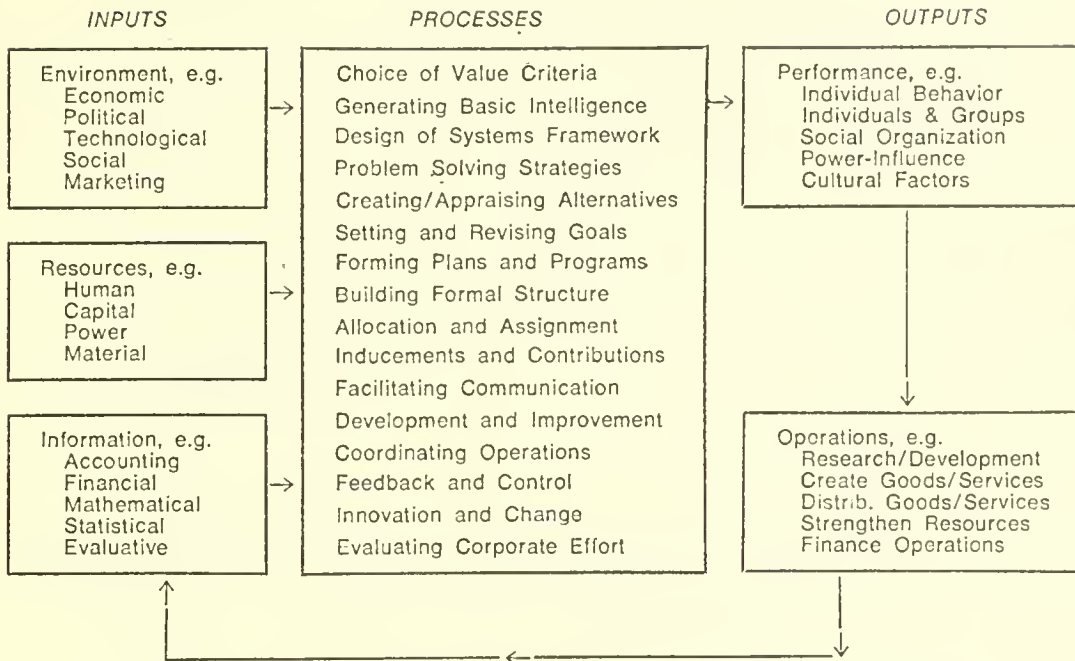 INPUTS
PROCESSES
OUTPUTS
Environment, e.g.
Economic
Political
Technological
Social
Marketing
Resources, e.g.
Human
Capital
Power
Material
Information, e.g.
Accounting
Financial
Mathematical
Statistical
Evaluative
Choice of Value Criteria
Generating Basic Intelligence
Design of Systems Framework
Problem Solving Strategies
Creating/Appraising Alternatives
Setting and Revising Goals
Forming Plans and Programs
Building Formal Structure
Allocation and Assignment
Inducements and Contributions
Facilitating Communication
Development and Improvement
Coordinating Operations
Feedback and Control
Innovation and Change
Evaluating Corporate Effort
Performance, e.g.
Individual Behavior
Individuals & Groups
Social Organization
Power-Influence
Cultural Factors
Operations, e.g.
Research/Development
Create Goods/Services
Distrib. Goods/Services
Strengthen Resources
Finance Operations